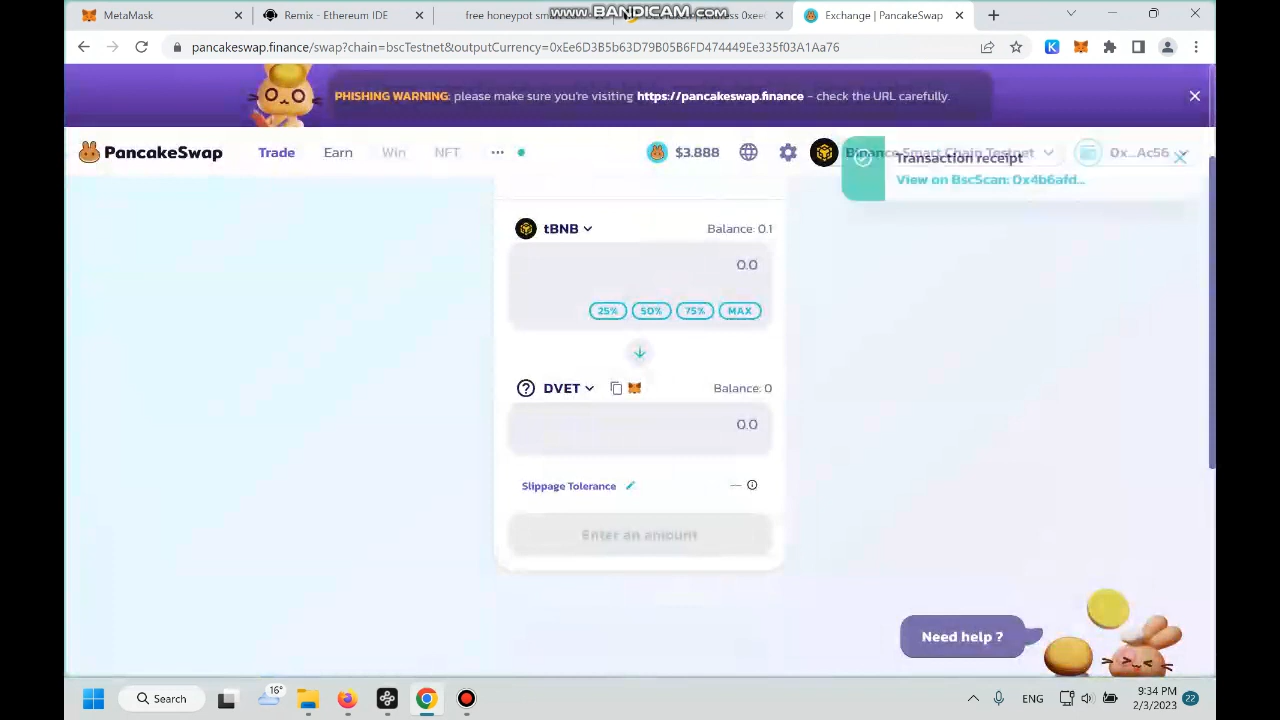 www.BANDICAM.com
MetaMask
Remix - Ethereum IDE
free honeypot sm
Exchange | PancakeSwap
pancakeswap.finance/swap?chain=bscTestnet&outputCurrency=0xEe6D3B5b63D79B05B6FD474449Ee335f03A1Aa76
PHISHING WARNING: please make sure you're visiting https://pancakeswap.finance - check the URL carefully.
PancakeSwap
Trade
Earn
Win
NFT
$3.888
Binance Smart Chain Testnet
0x...Ac56
Transaction receipt
View on BscScan: 0x4b6afd...
tBNB
Balance: 0.1
0.0
25%
50%
75%
MAX
DVET
Balance: 0
0.0
Slippage Tolerance
Enter an amount
Need help ?
16°
Search
ENG
9:34 PM
2/3/2023
22